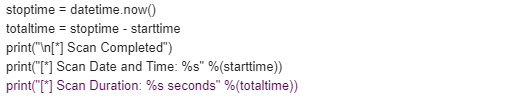 stoptime = datetime.now()
totaltime = stoptime - starttime
print("\n[*] Scan Completed")
print("[*] Scan Date and Time: %s" %(starttime))
print("[*] Scan Duration: %s seconds" %(totaltime))